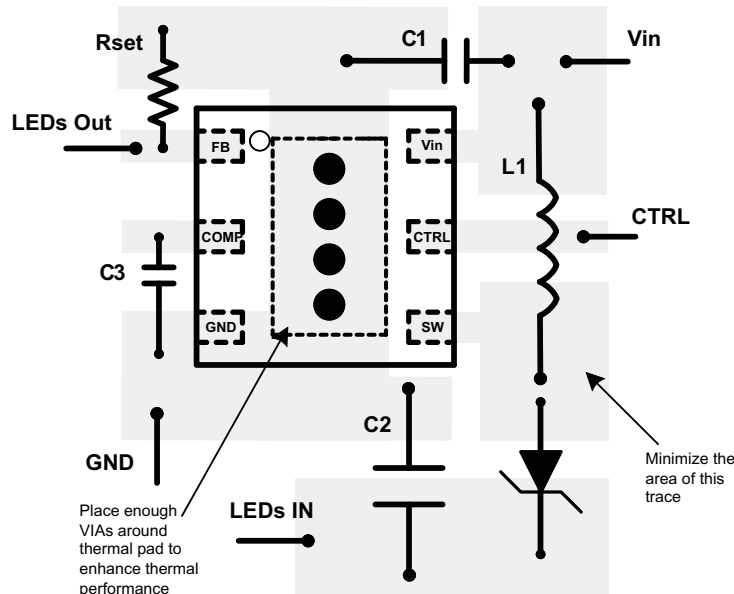 C1
Rset
Vin
LEDs Out
FB
Vin
L1
COMP
CTRL
CTRL
C3
GND
SW
C2
GND
Minimize the
area of this
trace
LEDs IN
Place enough
VIAs around
thermal pad to
enhance thermal
performance